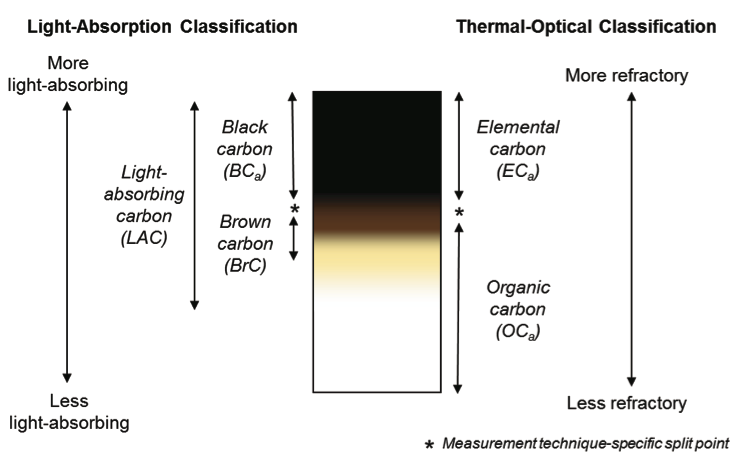 Light-Absorption Classification
Thermal-Optical Classification
More
light-absorbing
More refractory
Black
carbon
(BCa)
Elemental
carbon
(ECa)
Light-
absorbing
carbon
(LAC)
*
*
Brown
carbon
(BrC)
Organic
carbon
(OCa)
Less
light-absorbing
Less refractory
* Measurement technique-specific split point